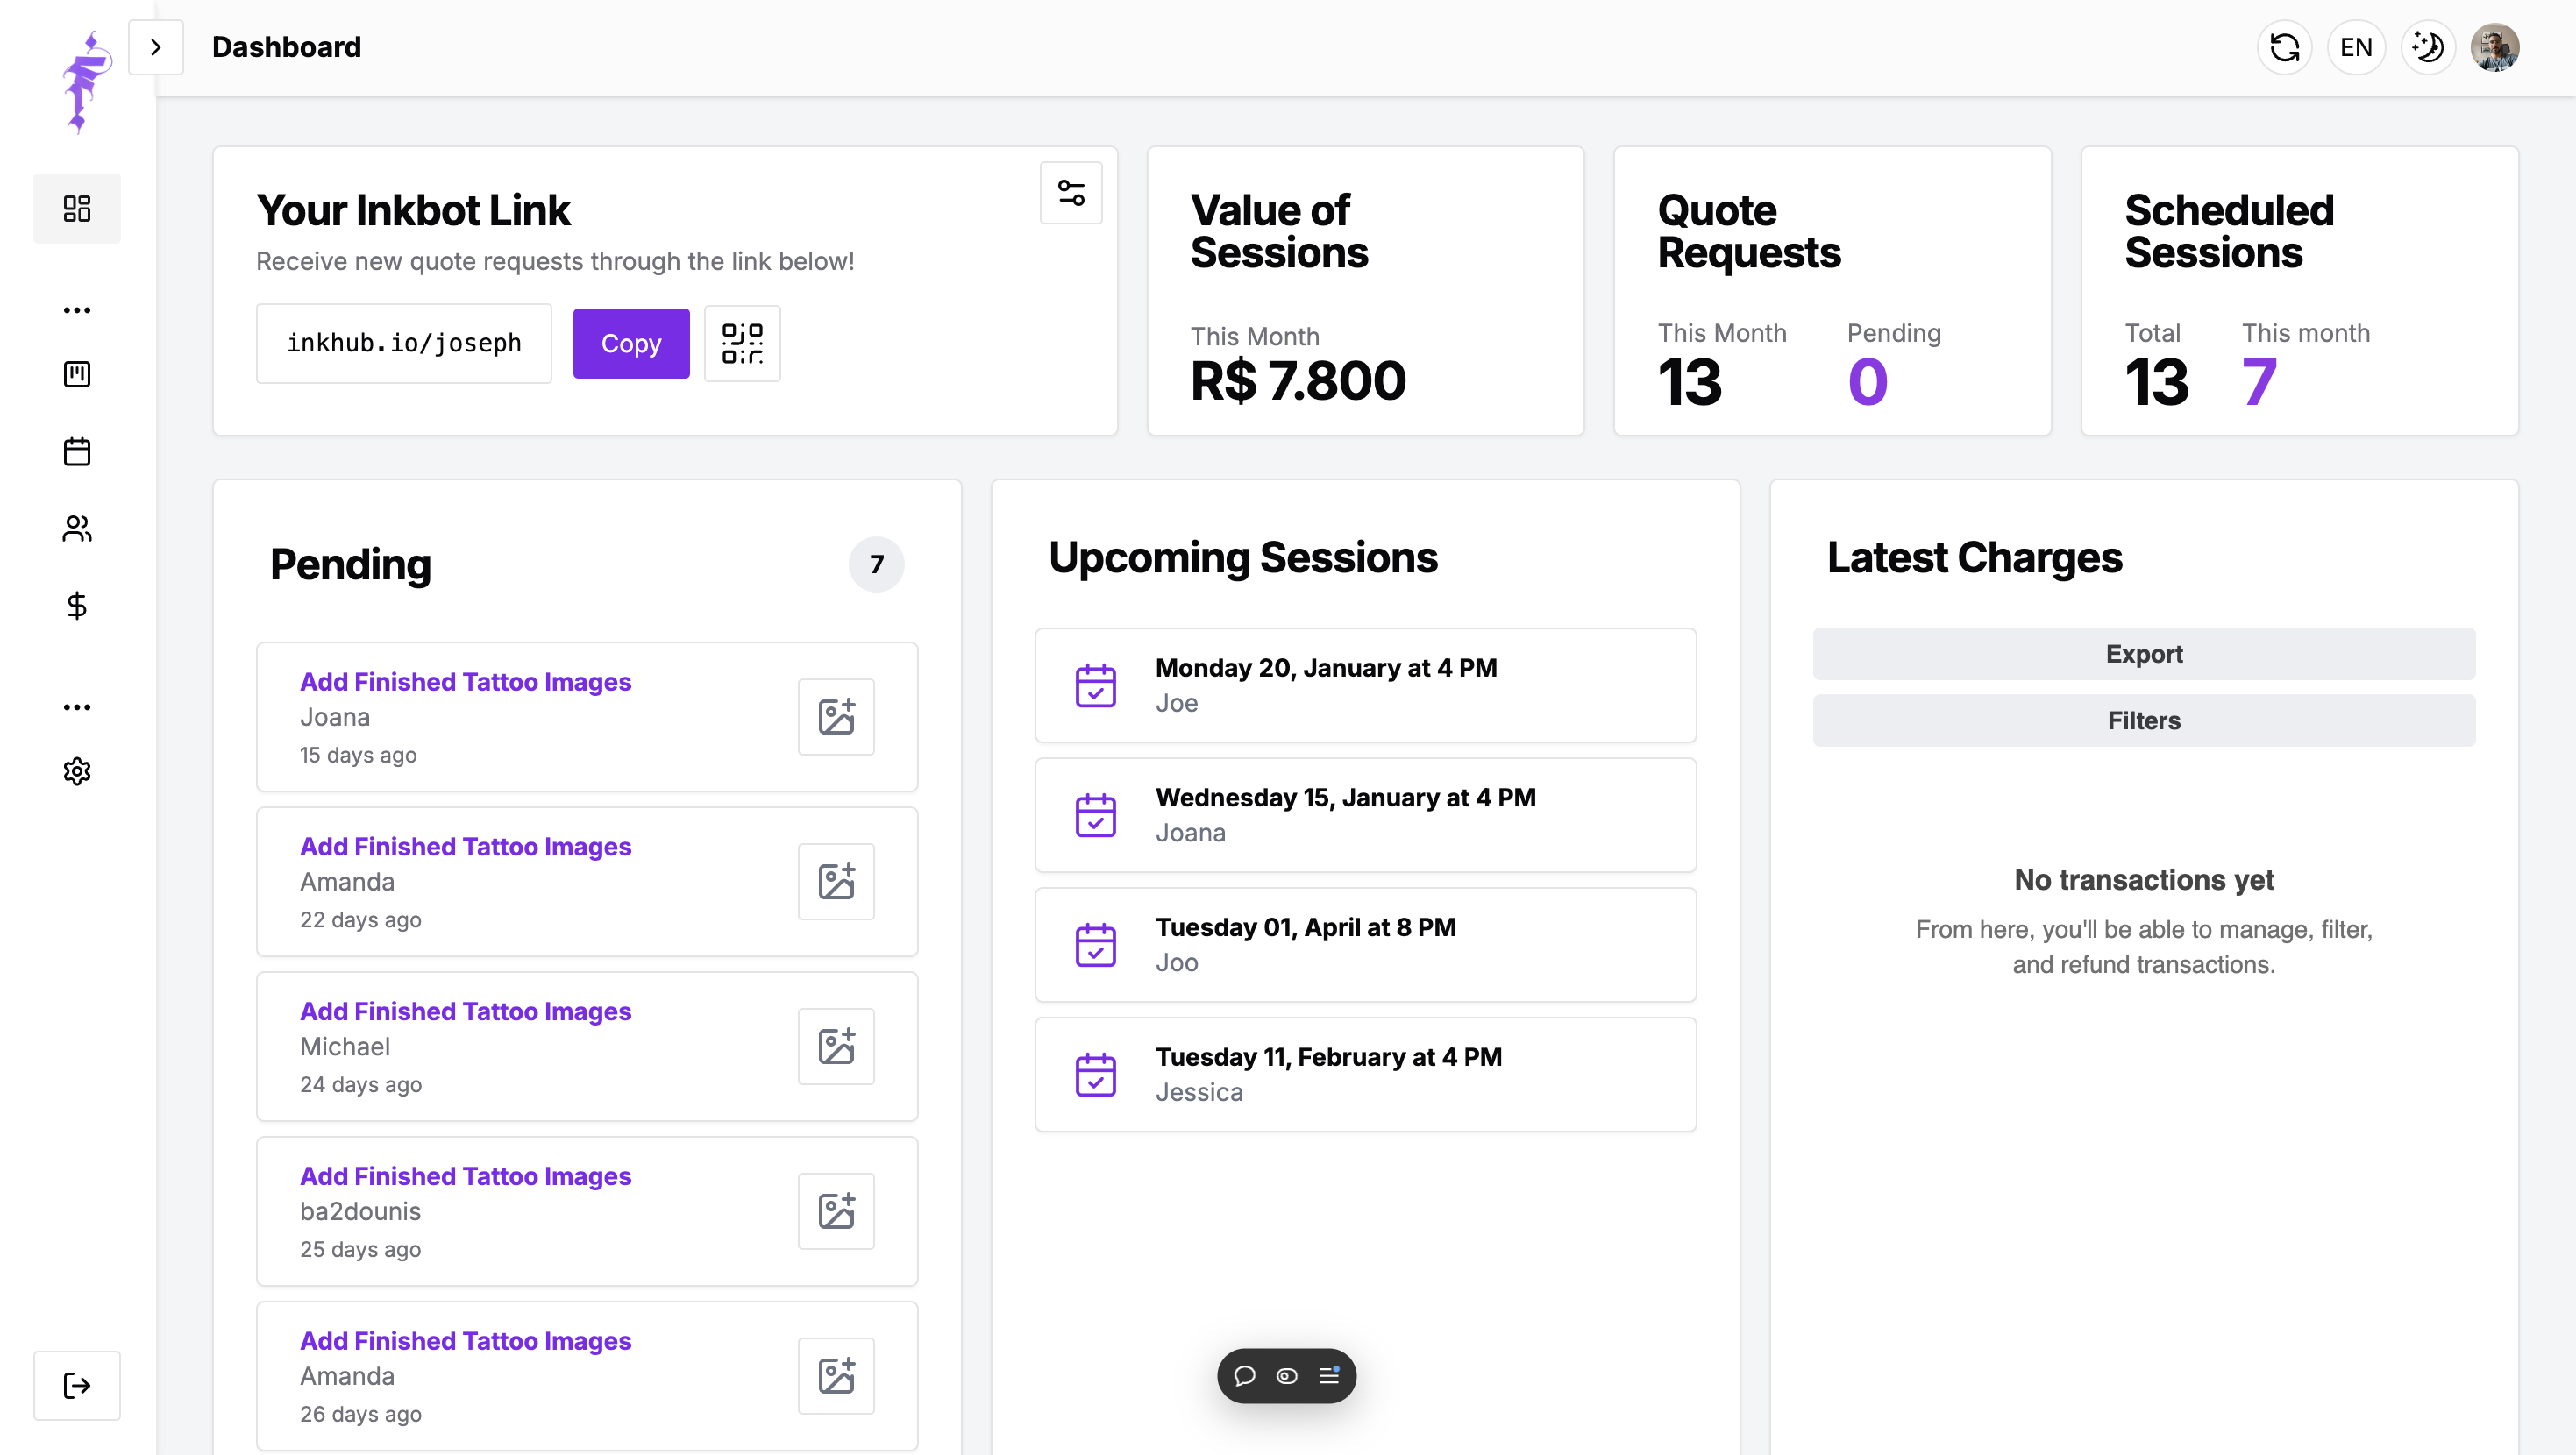 Dashboard
EN
Your Inkbot Link
Receive new quote requests through the link below!
inkhub.io/joseph
Copy
Value of
Sessions
This Month
R$ 7.800
Quote
Requests
This Month
Pending
13
0
Scheduled
Sessions
Total
This month
13
7
Pending
7
Add Finished Tattoo Images
Joana
15 days ago
Add Finished Tattoo Images
Amanda
22 days ago
Add Finished Tattoo Images
Michael
24 days ago
Add Finished Tattoo Images
ba2dounis
25 days ago
Add Finished Tattoo Images
Amanda
26 days ago
Upcoming Sessions
Monday 20, January at 4 PM
Joe
Wednesday 15, January at 4 PM
Joana
Tuesday 01, April at 8 PM
Joo
Tuesday 11, February at 4 PM
Jessica
Latest Charges
Export
Filters
No transactions yet
From here, you'll be able to manage, filter,
and refund transactions.